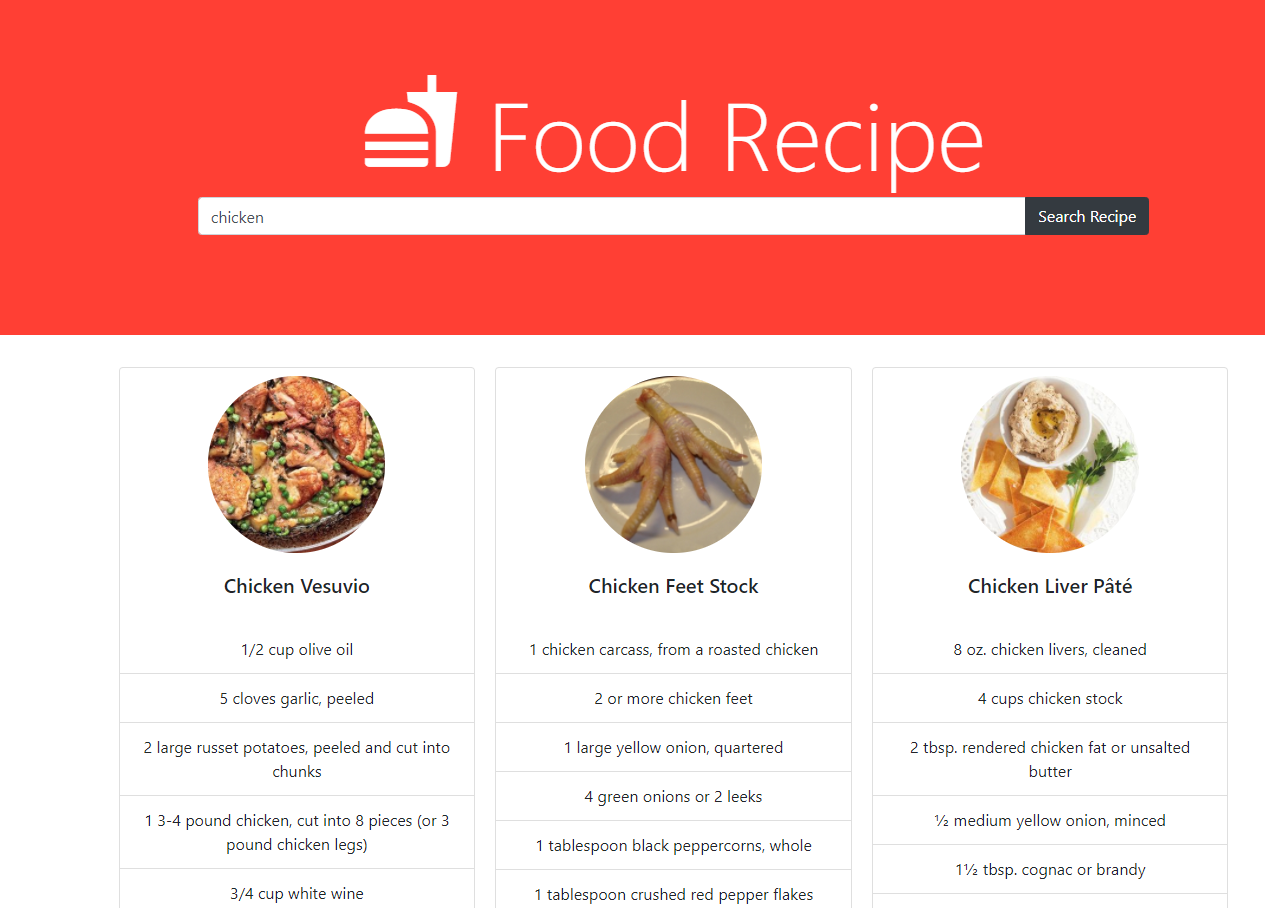 Food Recipe
chicken
Search Recipe
Chicken Vesuvio
1/2 cup olive oil
5 cloves garlic, peeled
2 large russet potatoes, peeled and cut into
chunks
1 3-4 pound chicken, cut into 8 pieces (or 3
pound chicken legs)
3/4 cup white wine
Chicken Feet Stock
1 chicken carcass, from a roasted chicken
2 or more chicken feet
1 large yellow onion, quartered
4 green onions or 2 leeks
1 tablespoon black peppercorns, whole
1 tablespoon crushed red pepper flakes
Chicken Liver Pâté
8 oz. chicken livers, cleaned
4 cups chicken stock
2 tbsp. rendered chicken fat or unsalted
butter
½ medium yellow onion, minced
1½ tbsp. cognac or brandy